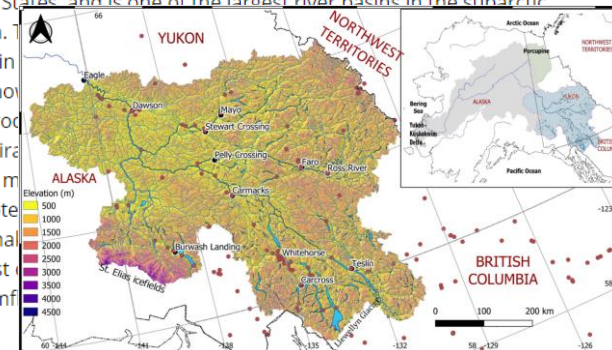 States, and is one of the largest river basins in the subarctic
66
YUKON
NORTHWEST
TERRITORIES
Eagle
Dawson
Mayo
Stewart Crossing
Pelly Crossing
Faro
Ross River
ALASKA
Carmacks
Elevation (m)
500
1000
1500
2000
2500
3000
3500
4000
4500
Burwash Landing
St. Elias icefields
Whitehorse
Teslin
Carcross
Llewellyn Glacier
BRITISH
COLUMBIA
0 100 200 km
60
-144
-141
-138
-135
-132
58
-129
-126
-123
Arctic Ocean
NORTHWEST
TERRITORIES
Porcupine
Bering
Sea
ALASKA
YUKON
Yukon-
Kuskokwim
Delta
Pacific Ocean